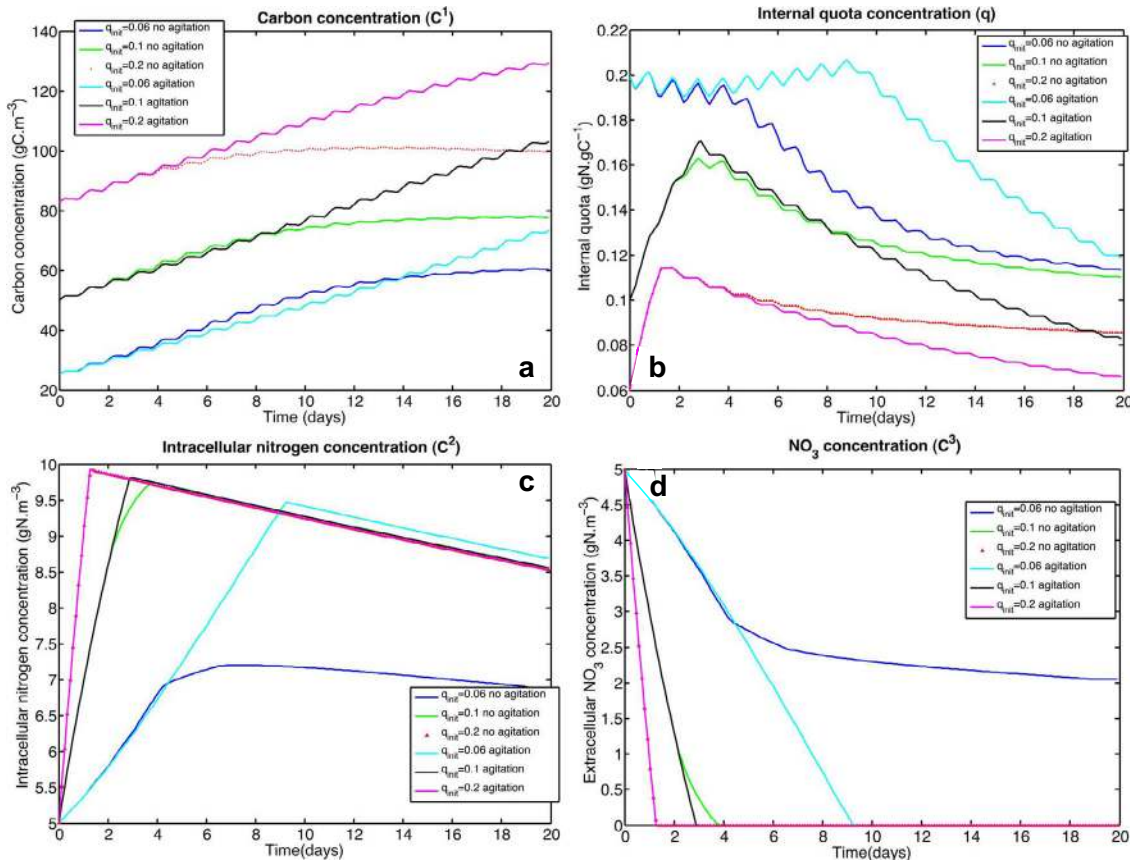 Carbon concentration (C¹)
q_init=0.06 no agitation
q_init=0.1 no agitation
q_init=0.2 no agitation
q_init=0.06 agitation
q_init=0.1 agitation
q_init=0.2 agitation
Carbon concentration (gC.m⁻³)
140
120
100
80
60
40
20
0 2 4 6 8 10 12 14 16 18 20
Time (days)
a
Internal quota concentration (q)
q_init=0.06 no agitation
q_init=0.1 no agitation
q_init=0.2 no agitation
q_init=0.06 agitation
q_init=0.1 agitation
q_init=0.2 agitation
Internal quota (gN.gC⁻¹)
0.22
0.2
0.18
0.16
0.14
0.12
0.1
0.08
0.06
0 2 4 6 8 10 12 14 16 18 20
Time(days)
b
Intracellular nitrogen concentration (C²)
Intracellular nitrogen concentration (gN.m⁻³)
10
9.5
9
8.5
8
7.5
7
6.5
6
5.5
5
c
q_init=0.06 no agitation
q_init=0.1 no agitation
q_init=0.2 no agitation
q_init=0.06 agitation
q_init=0.1 agitation
q_init=0.2 agitation
0 2 4 6 8 10 12 14 16 18 20
Time(days)
NO₃ concentration (C³)
Extracellular NO₃ concentration (gN.m⁻³)
5
4.5
4
3.5
3
2.5
2
1.5
1
0.5
0
d
q_init=0.06 no agitation
q_init=0.1 no agitation
q_init=0.2 no agitation
q_init=0.06 agitation
q_init=0.1 agitation
q_init=0.2 agitation
0 2 4 6 8 10 12 14 16 18 20
Time(days)